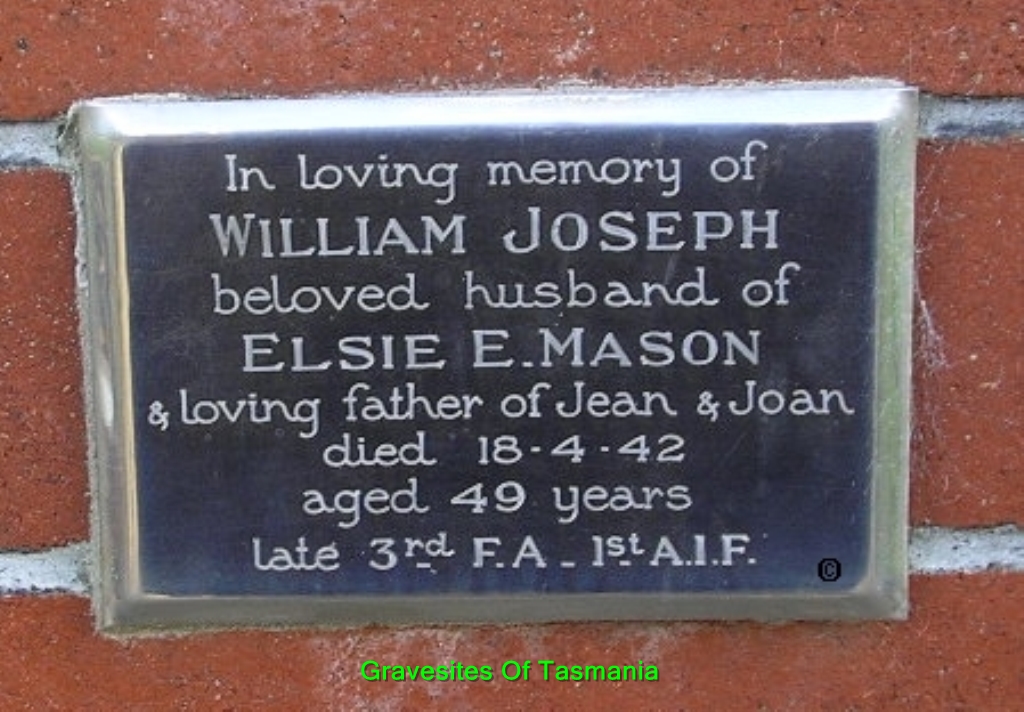 In loving memory of
WILLIAM JOSEPH
beloved husband of
ELSIE E. MASON
& loving father of Jean & Joan
died 18-4-42
aged 49 years
late 3rd F.A - 1st A.I.F.
©
Gravesites Of Tasmania